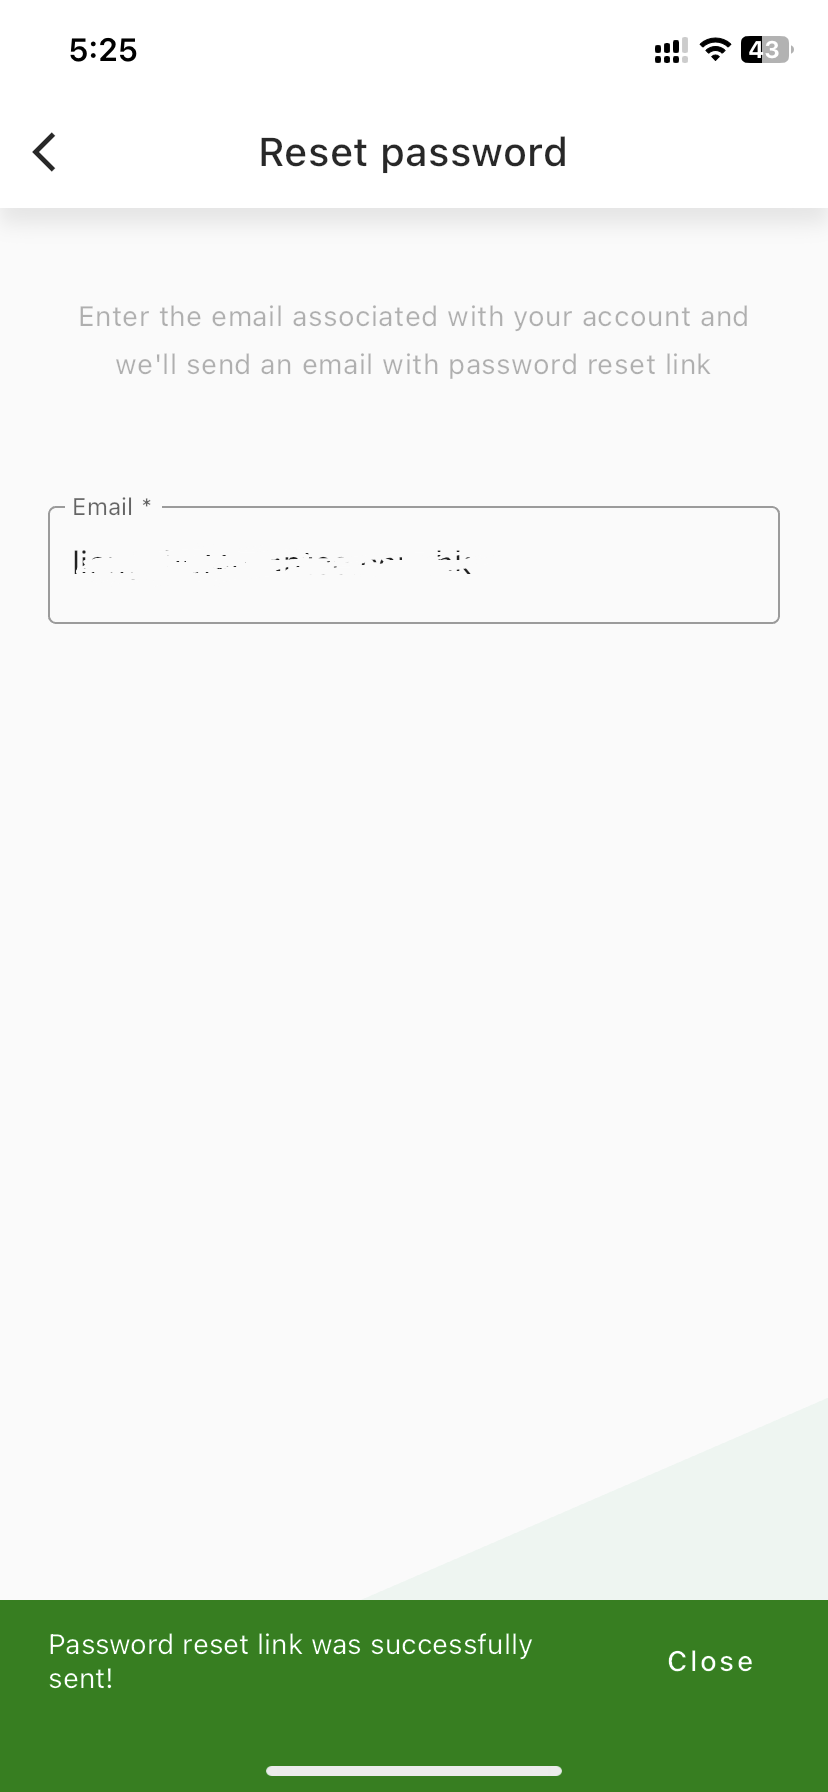 5:25
43
Reset password
Enter the email associated with your account and
we'll send an email with password reset link
Email *
Password reset link was successfully
sent!
Close